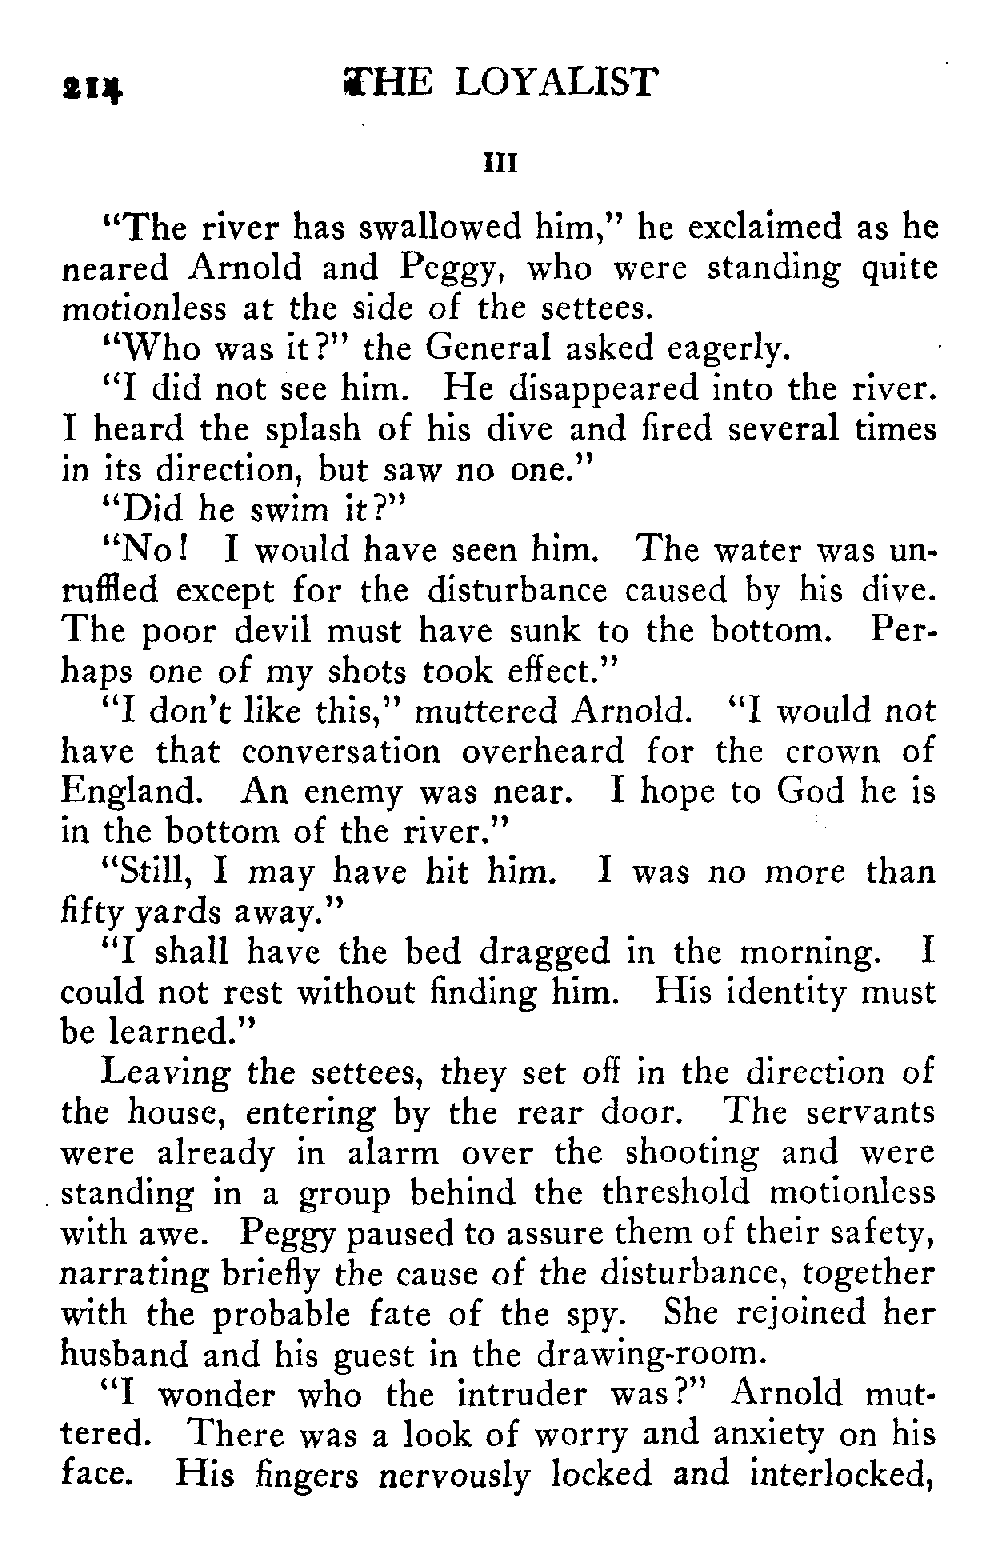 214 THE LOYALIST
III
"The river has swallowed him," he exclaimed as he
neared Arnold and Peggy, who were standing quite
motionless at the side of the settees.
"Who was it?" the General asked eagerly.
"I did not see him. He disappeared into the river.
I heard the splash of his dive and fired several times
in its direction, but saw no one."
"Did he swim it?"
"No! I would have seen him. The water was un-
ruffled except for the disturbance caused by his dive.
The poor devil must have sunk to the bottom. Per-
haps one of my shots took effect."
"I don't like this," muttered Arnold. "I would not
have that conversation overheard for the crown of
England. An enemy was near. I hope to God he is
in the bottom of the river."
"Still, I may have hit him. I was no more than
fifty yards away."
"I shall have the bed dragged in the morning. I
could not rest without finding him. His identity must
be learned."
Leaving the settees, they set off in the direction of
the house, entering by the rear door. The servants
were already in alarm over the shooting and were
standing in a group behind the threshold motionless
with awe. Peggy paused to assure them of their safety,
narrating briefly the cause of the disturbance, together
with the probable fate of the spy. She rejoined her
husband and his guest in the drawing-room.
"I wonder who the intruder was?" Arnold mut-
tered. There was a look of worry and anxiety on his
face. His fingers nervously locked and interlocked,